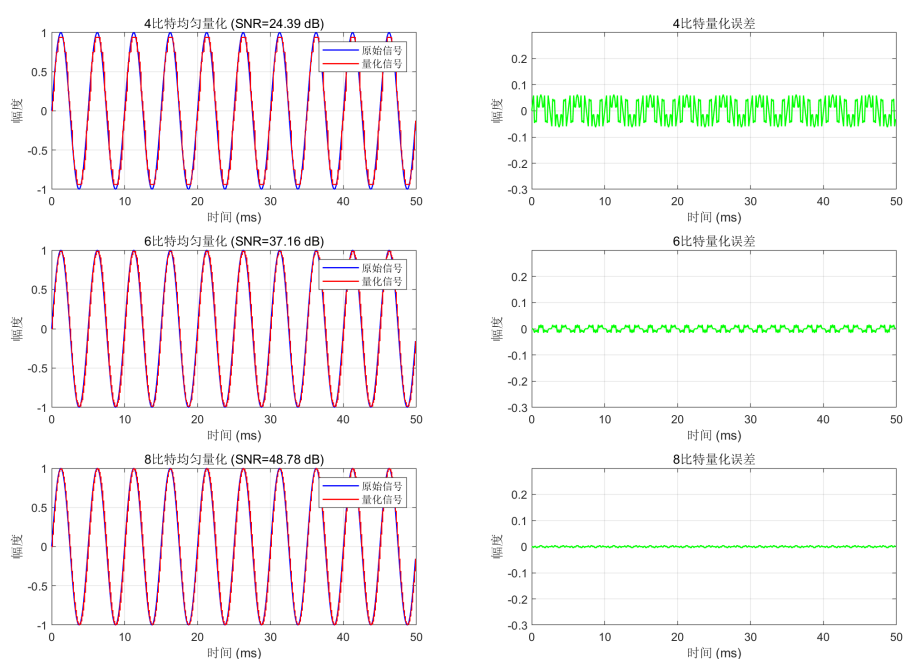 4比特均匀量化 (SNR=24.39 dB)
1
0.5
0
-0.5
-1
幅度
原始信号
量化信号
0 10 20 30 40 50
时间 (ms)
4比特量化误差
0.2
0.1
0
-0.1
-0.2
-0.3
幅度
0 10 20 30 40 50
时间 (ms)
6比特均匀量化 (SNR=37.16 dB)
1
0.5
0
-0.5
-1
幅度
原始信号
量化信号
0 10 20 30 40 50
时间 (ms)
6比特量化误差
0.2
0.1
0
-0.1
-0.2
-0.3
幅度
0 10 20 30 40 50
时间 (ms)
8比特均匀量化 (SNR=48.78 dB)
1
0.5
0
-0.5
-1
幅度
原始信号
量化信号
0 10 20 30 40 50
时间 (ms)
8比特量化误差
0.2
0.1
0
-0.1
-0.2
-0.3
幅度
0 10 20 30 40 50
时间 (ms)